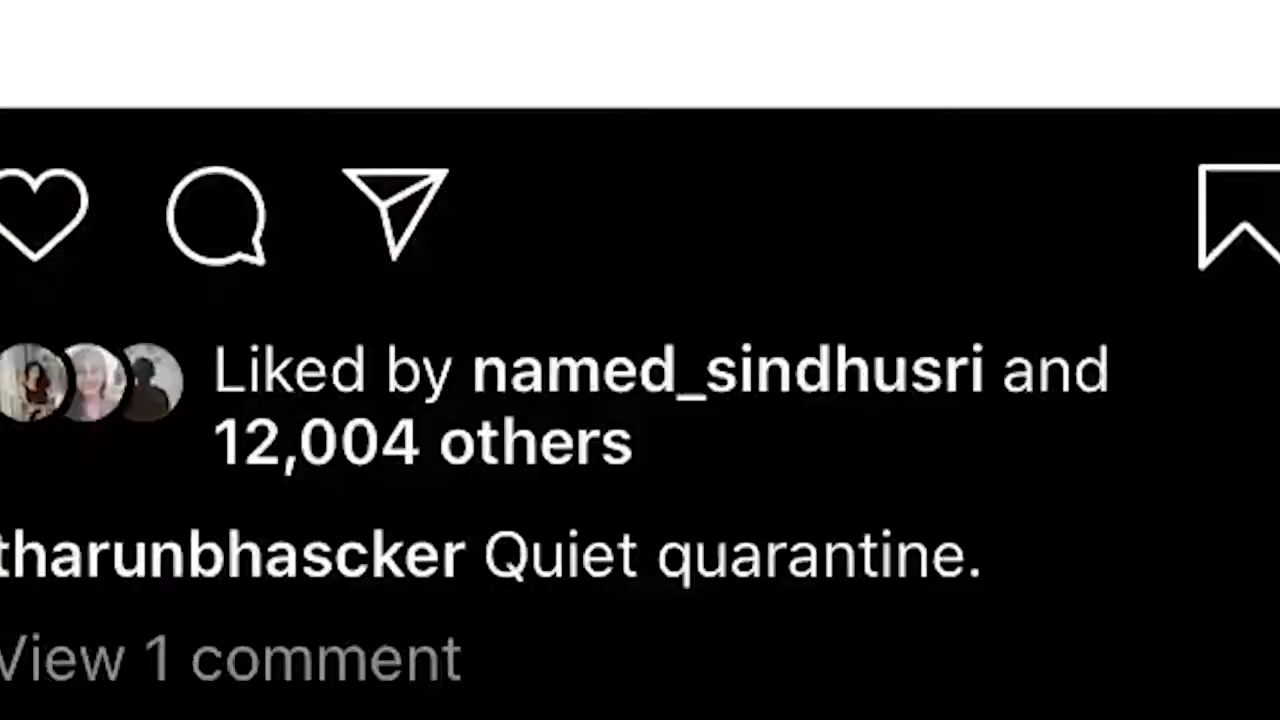 Liked by named_sindhusri and
12,004 others
tharunbhascker Quiet quarantine.
View 1 comment